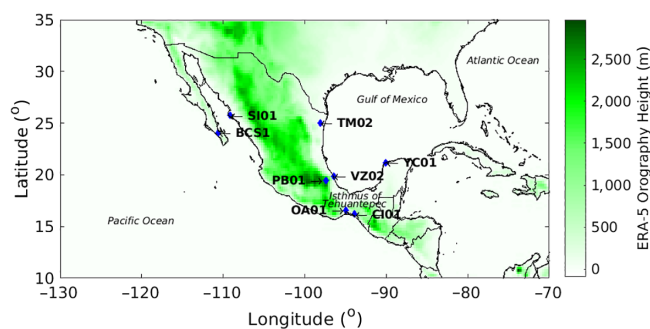 35
30
25
20
15
10
Latitude (°)
−130
−120
−110
−100
−90
−80
−70
Longitude (°)
Atlantic Ocean
Gulf of Mexico
SI01
TM02
BCS1
YC01
VZ02
PB01
Isthmus of
Tehuantepec
OA01
CI01
Pacific Ocean
2,500
2,000
1,500
1,000
500
0
ERA-5 Orography Height (m)